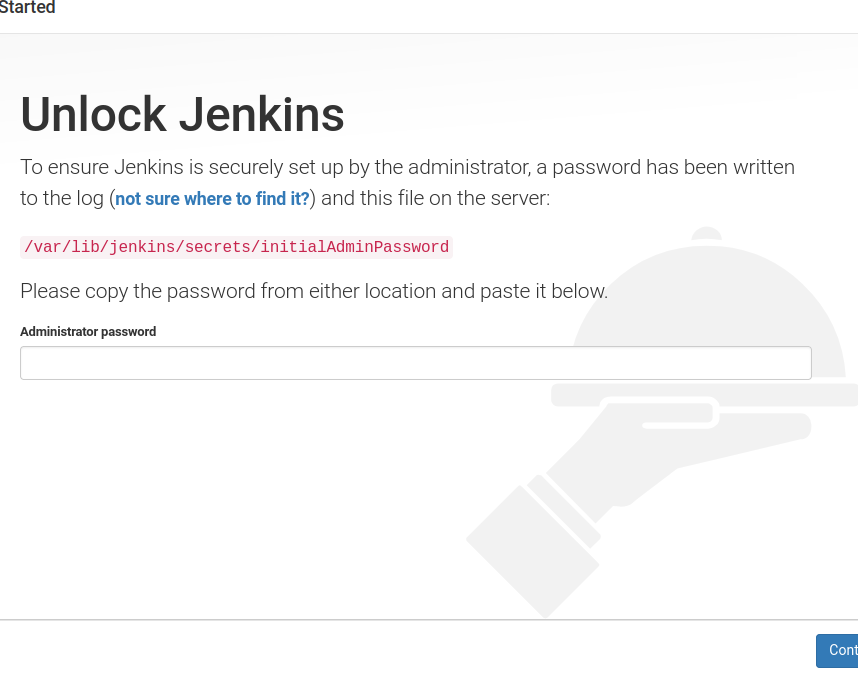 Started
Unlock Jenkins
To ensure Jenkins is securely set up by the administrator, a password has been written
to the log (not sure where to find it?) and this file on the server:
/var/lib/jenkins/secrets/initialAdminPassword
Please copy the password from either location and paste it below.
Administrator password
Cont